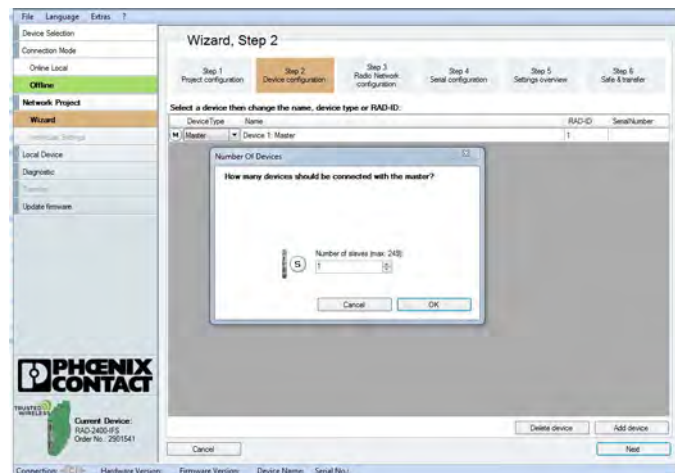 File Language Extras ?
Device Selection
Connection Mode
Online Local
Offline
Network Project
Wizard
Individual Settings
Local Device
Diagnostic
Transfer
Update firmware
PHOENIX
CONTACT
TRUSTED
WIRELESS
Current Device:
RAD-2400-IFS
Order No.: 2901541
Wizard, Step 2
Step 1
Project configuration
Step 2
Device configuration
Step 3
Radio Network
configuration
Step 4
Serial configuration
Step 5
Settings overview
Step 6
Safe & transfer
Select a device then change the name, device type or RAD-ID:
DeviceType Name RAD-ID SerialNumber
M Master Device 1: Master 1
Number Of Devices
How many devices should be connected with the master?
S
Number of slaves (max. 249):
1
Cancel OK
Delete device Add device
Cancel Next
Connection: Hardware Version: Firmware Version: Device Name: Serial No.: